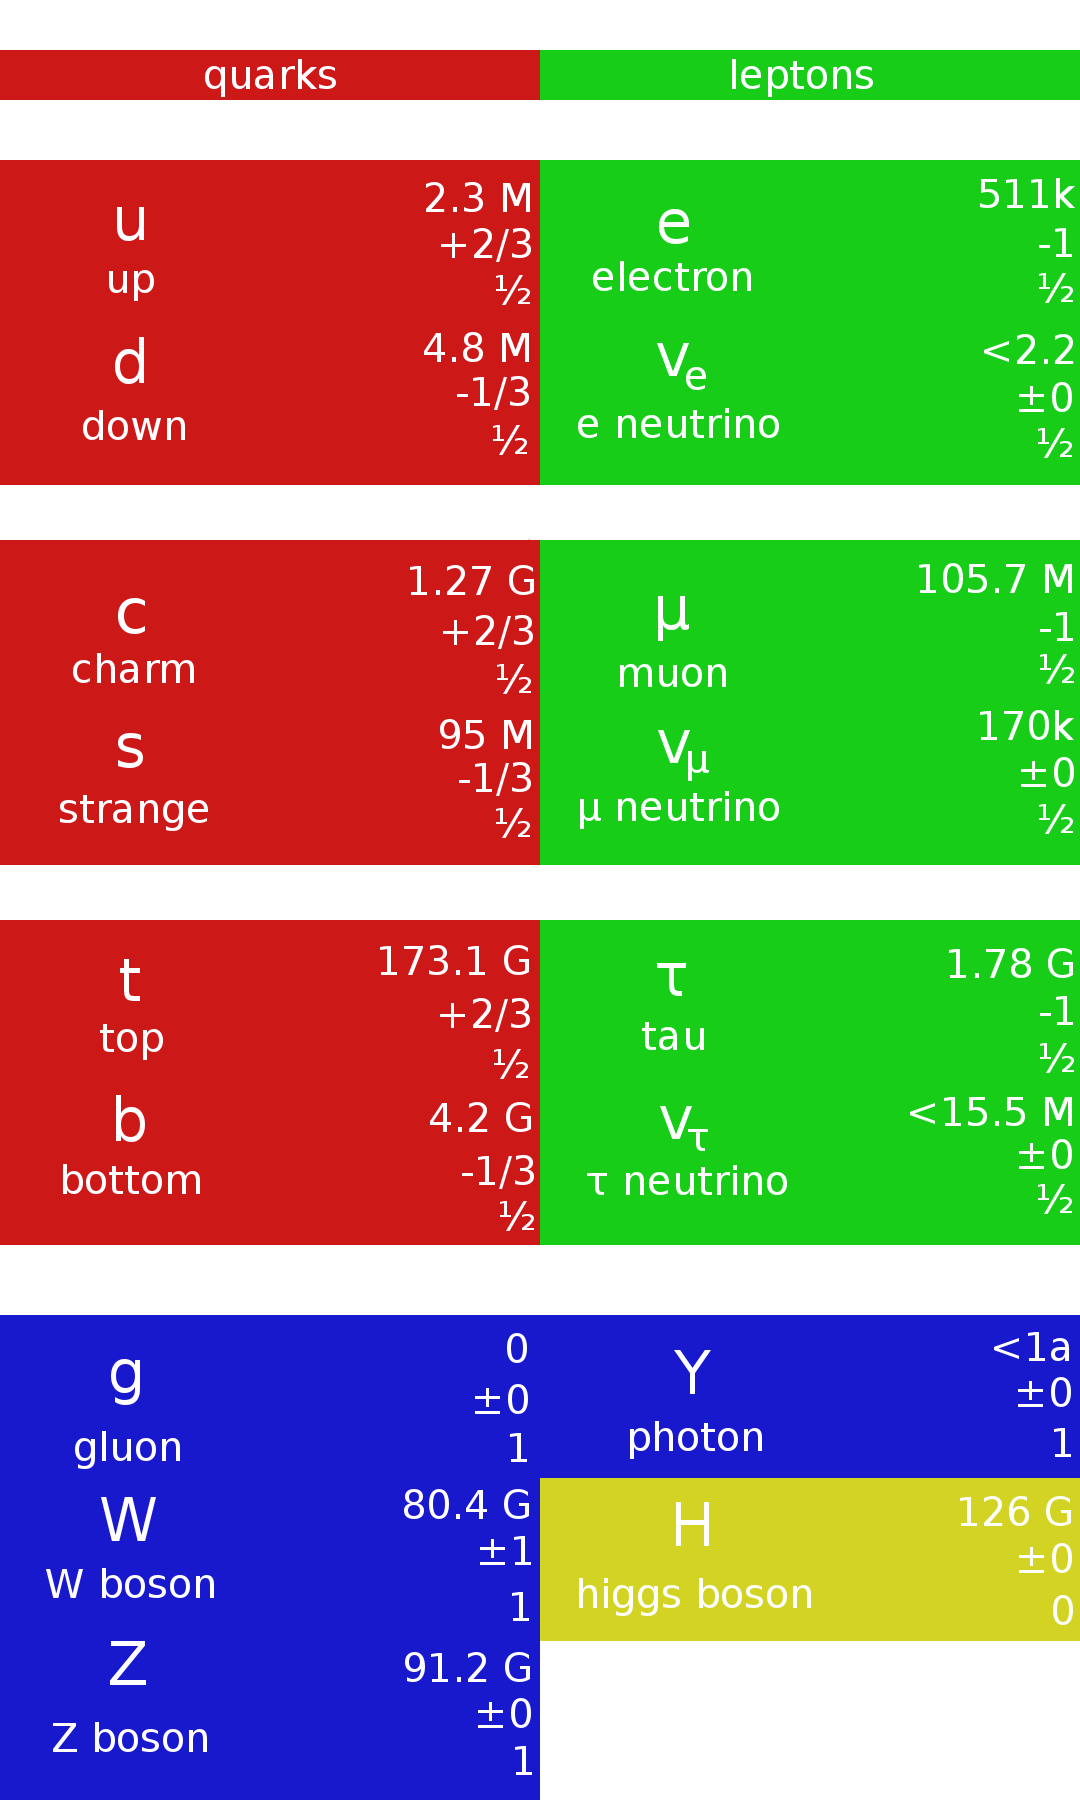 quarks
leptons
u
up
2.3 M
+2/3
½
d
down
4.8 M
-1/3
½
e
electron
511k
-1
½
νe
e neutrino
<2.2
±0
½
c
charm
1.27 G
+2/3
½
s
strange
95 M
-1/3
½
μ
muon
105.7 M
-1
½
νμ
μ neutrino
170k
±0
½
t
top
173.1 G
+2/3
½
b
bottom
4.2 G
-1/3
½
τ
tau
1.78 G
-1
½
ντ
τ neutrino
<15.5 M
±0
½
g
gluon
0
±0
1
W
W boson
80.4 G
±1
1
Z
Z boson
91.2 G
±0
1
Y
photon
<1a
±0
1
H
higgs boson
126 G
±0
0